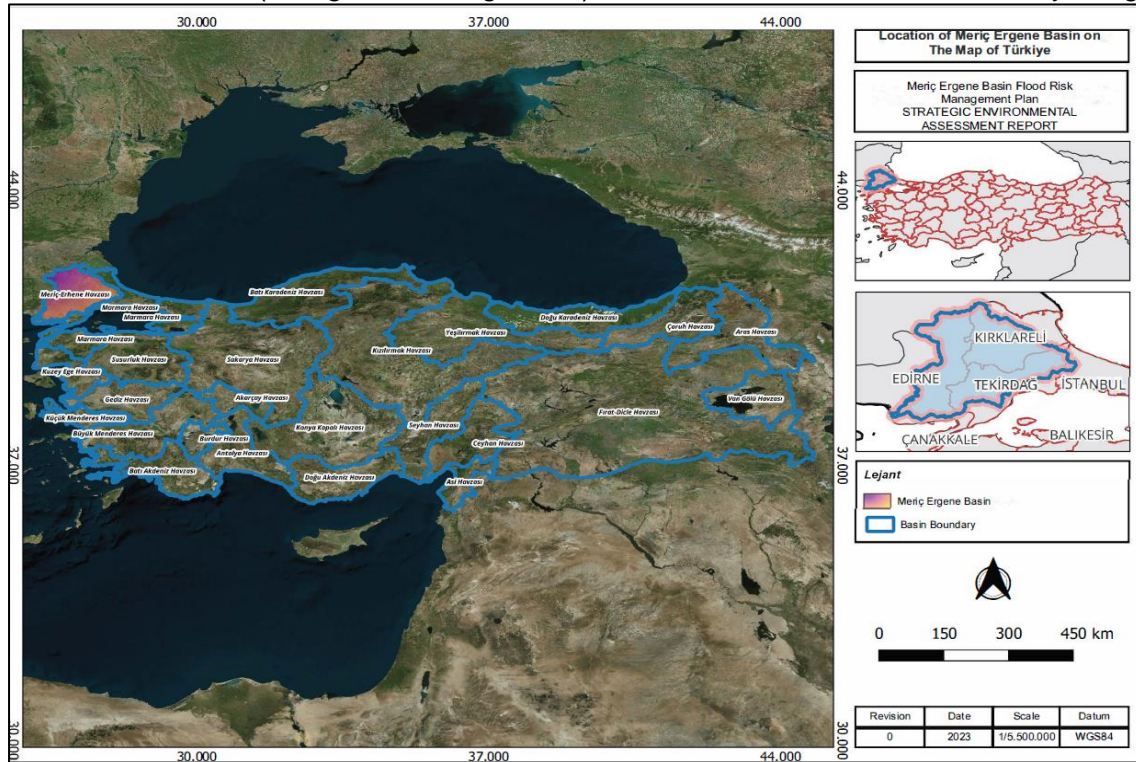 30.000
37.000
44.000
44.000
37.000
30.000
44.000
37.000
30.000
30.000
37.000
44.000
Meriç-Erhene Havzası
Marmara Havzası
Marmara Havzası
Marmara Havzası
Batı Karadeniz Havzası
Doğu Karadeniz Havzası
Yeşilırmak Havzası
Çoruh Havzası
Aras Havzası
Susurluk Havzası
Sakarya Havzası
Kızılırmak Havzası
Kuzey Ege Havzası
Gediz Havzası
Akarçay Havzası
Van Gölü Havzası
Fırat-Dicle Havzası
Küçük Menderes Havzası
Konya Kapalı Havzası
Seyhan Havzası
Büyük Menderes Havzası
Burdur Havzası
Ceyhan Havzası
Antalya Havzası
Batı Akdeniz Havzası
Doğu Akdeniz Havzası
Asi Havzası
Location of Meriç Ergene Basin on
The Map of Türkiye
Meriç Ergene Basin Flood Risk
Management Plan
STRATEGIC ENVIRONMENTAL
ASSESSMENT REPORT
KIRKLARELİ
EDİRNE
TEKİRDAĞ
İSTANBUL
ÇANAKKALE
BALIKESİR
Lejant
Meriç Ergene Basin
Basin Boundary
0 150 300 450 km
Revision Date Scale Datum
0 2023 1/5.500.000 WGS84